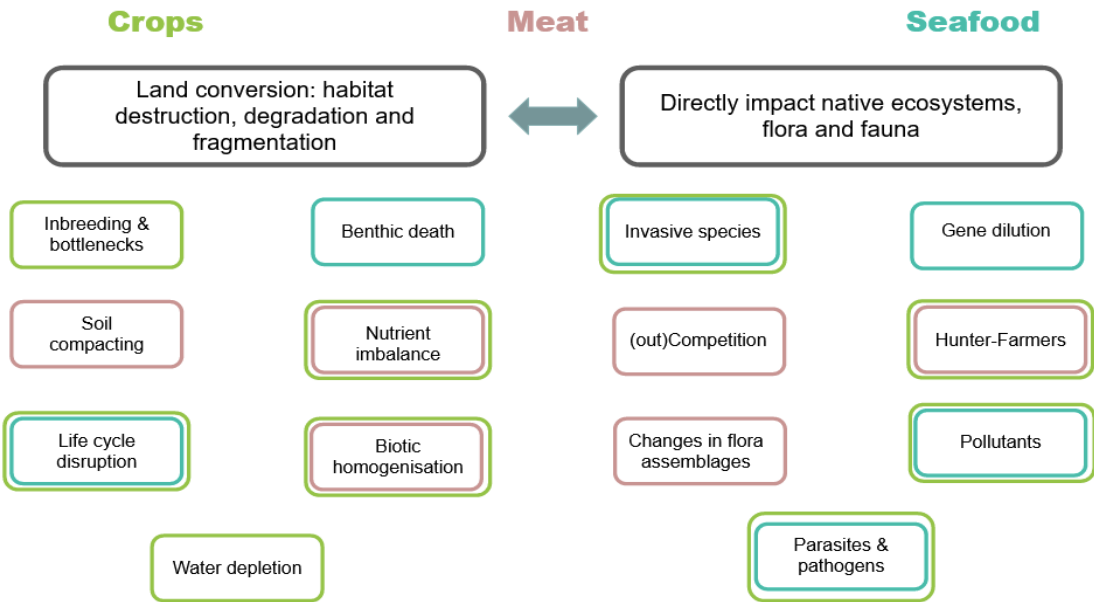 Crops
Meat
Seafood
Land conversion: habitat
destruction, degradation and
fragmentation
Directly impact native ecosystems,
flora and fauna
Inbreeding &
bottlenecks
Benthic death
Invasive species
Gene dilution
Soil
compacting
Nutrient
imbalance
(out)Competition
Hunter-Farmers
Life cycle
disruption
Biotic
homogenisation
Changes in flora
assemblages
Pollutants
Water depletion
Parasites &
pathogens